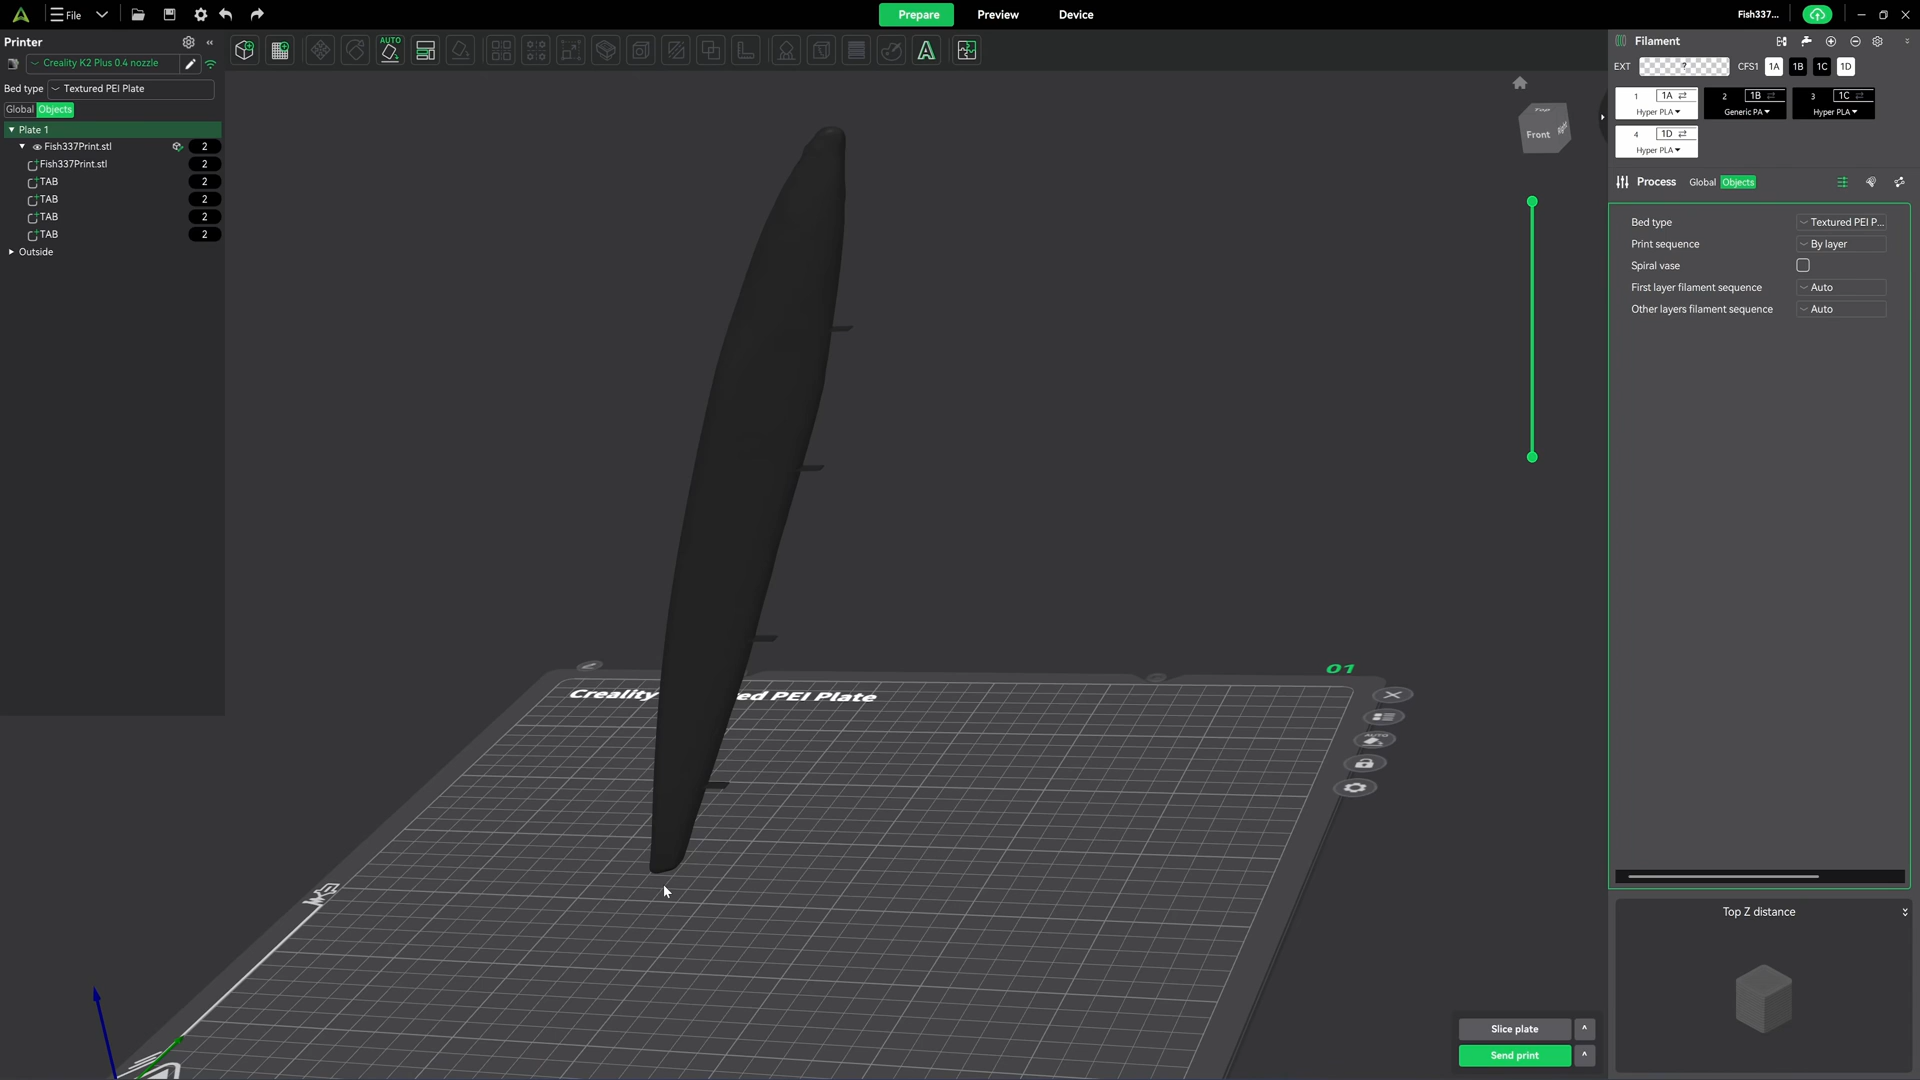 File
Prepare
Preview
Device
Fish337...
Printer
Creality K2 Plus 0.4 nozzle
Bed type
Textured PEI Plate
Global
Objects
Plate 1
Fish337Print.stl
2
Fish337Print.stl
2
TAB
2
TAB
2
TAB
2
TAB
2
Outside
AUTO
Top
Front
Creality
ed PEI Plate
01
AUTO
Filament
EXT
?
CFS1
1A
1B
1C
1D
1
1A
Hyper PLA
2
1B
Generic PA
3
1C
Hyper PLA
4
1D
Hyper PLA
Process
Global
Objects
Bed type
Textured PEI P...
Print sequence
By layer
Spiral vase
First layer filament sequence
Auto
Other layers filament sequence
Auto
Top Z distance
Slice plate
Send print